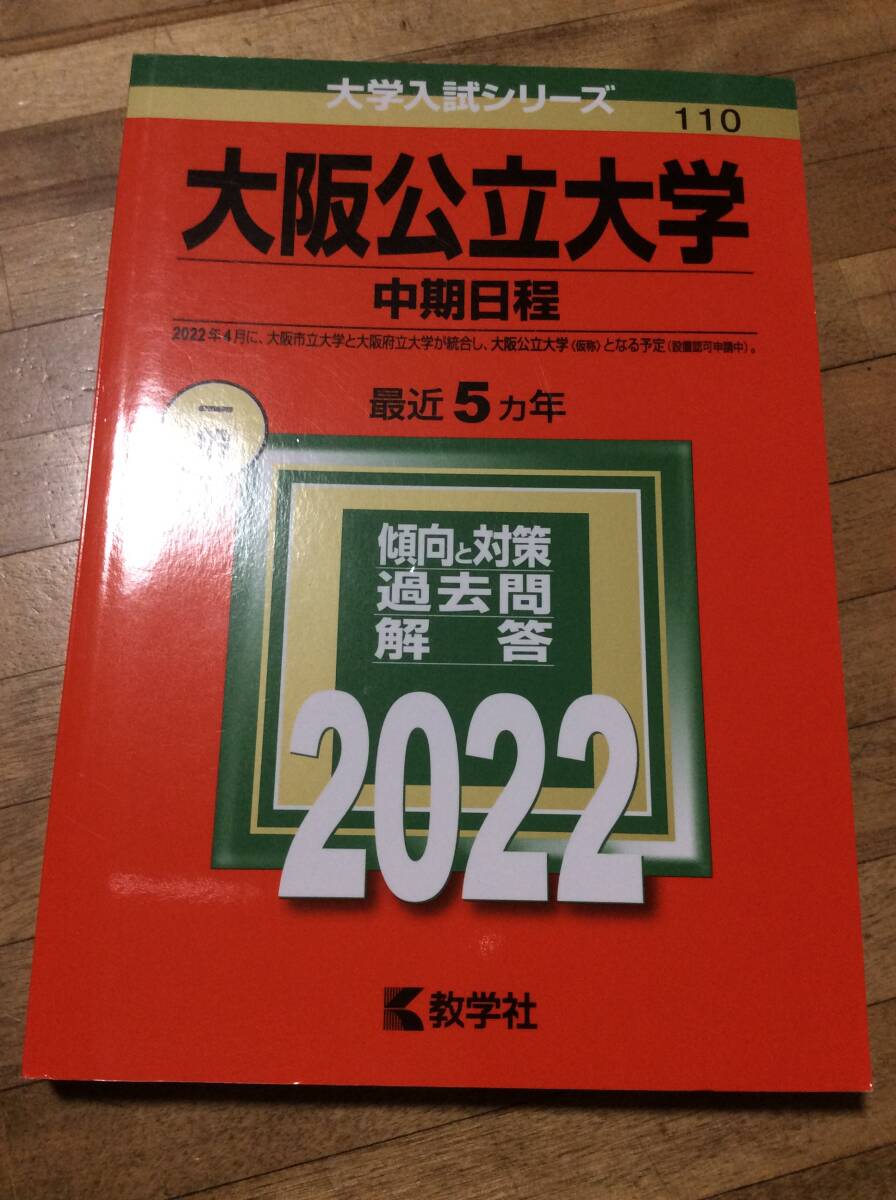 大学入試シリーズ
110
大阪公立大学
中期日程
2022年4月に、大阪市立大学と大阪府立大学が統合し、大阪公立大学〈仮称〉となる予定(設置認可申請中)。
最近5カ年
傾向と対策
過去問
解答
2022
教学社